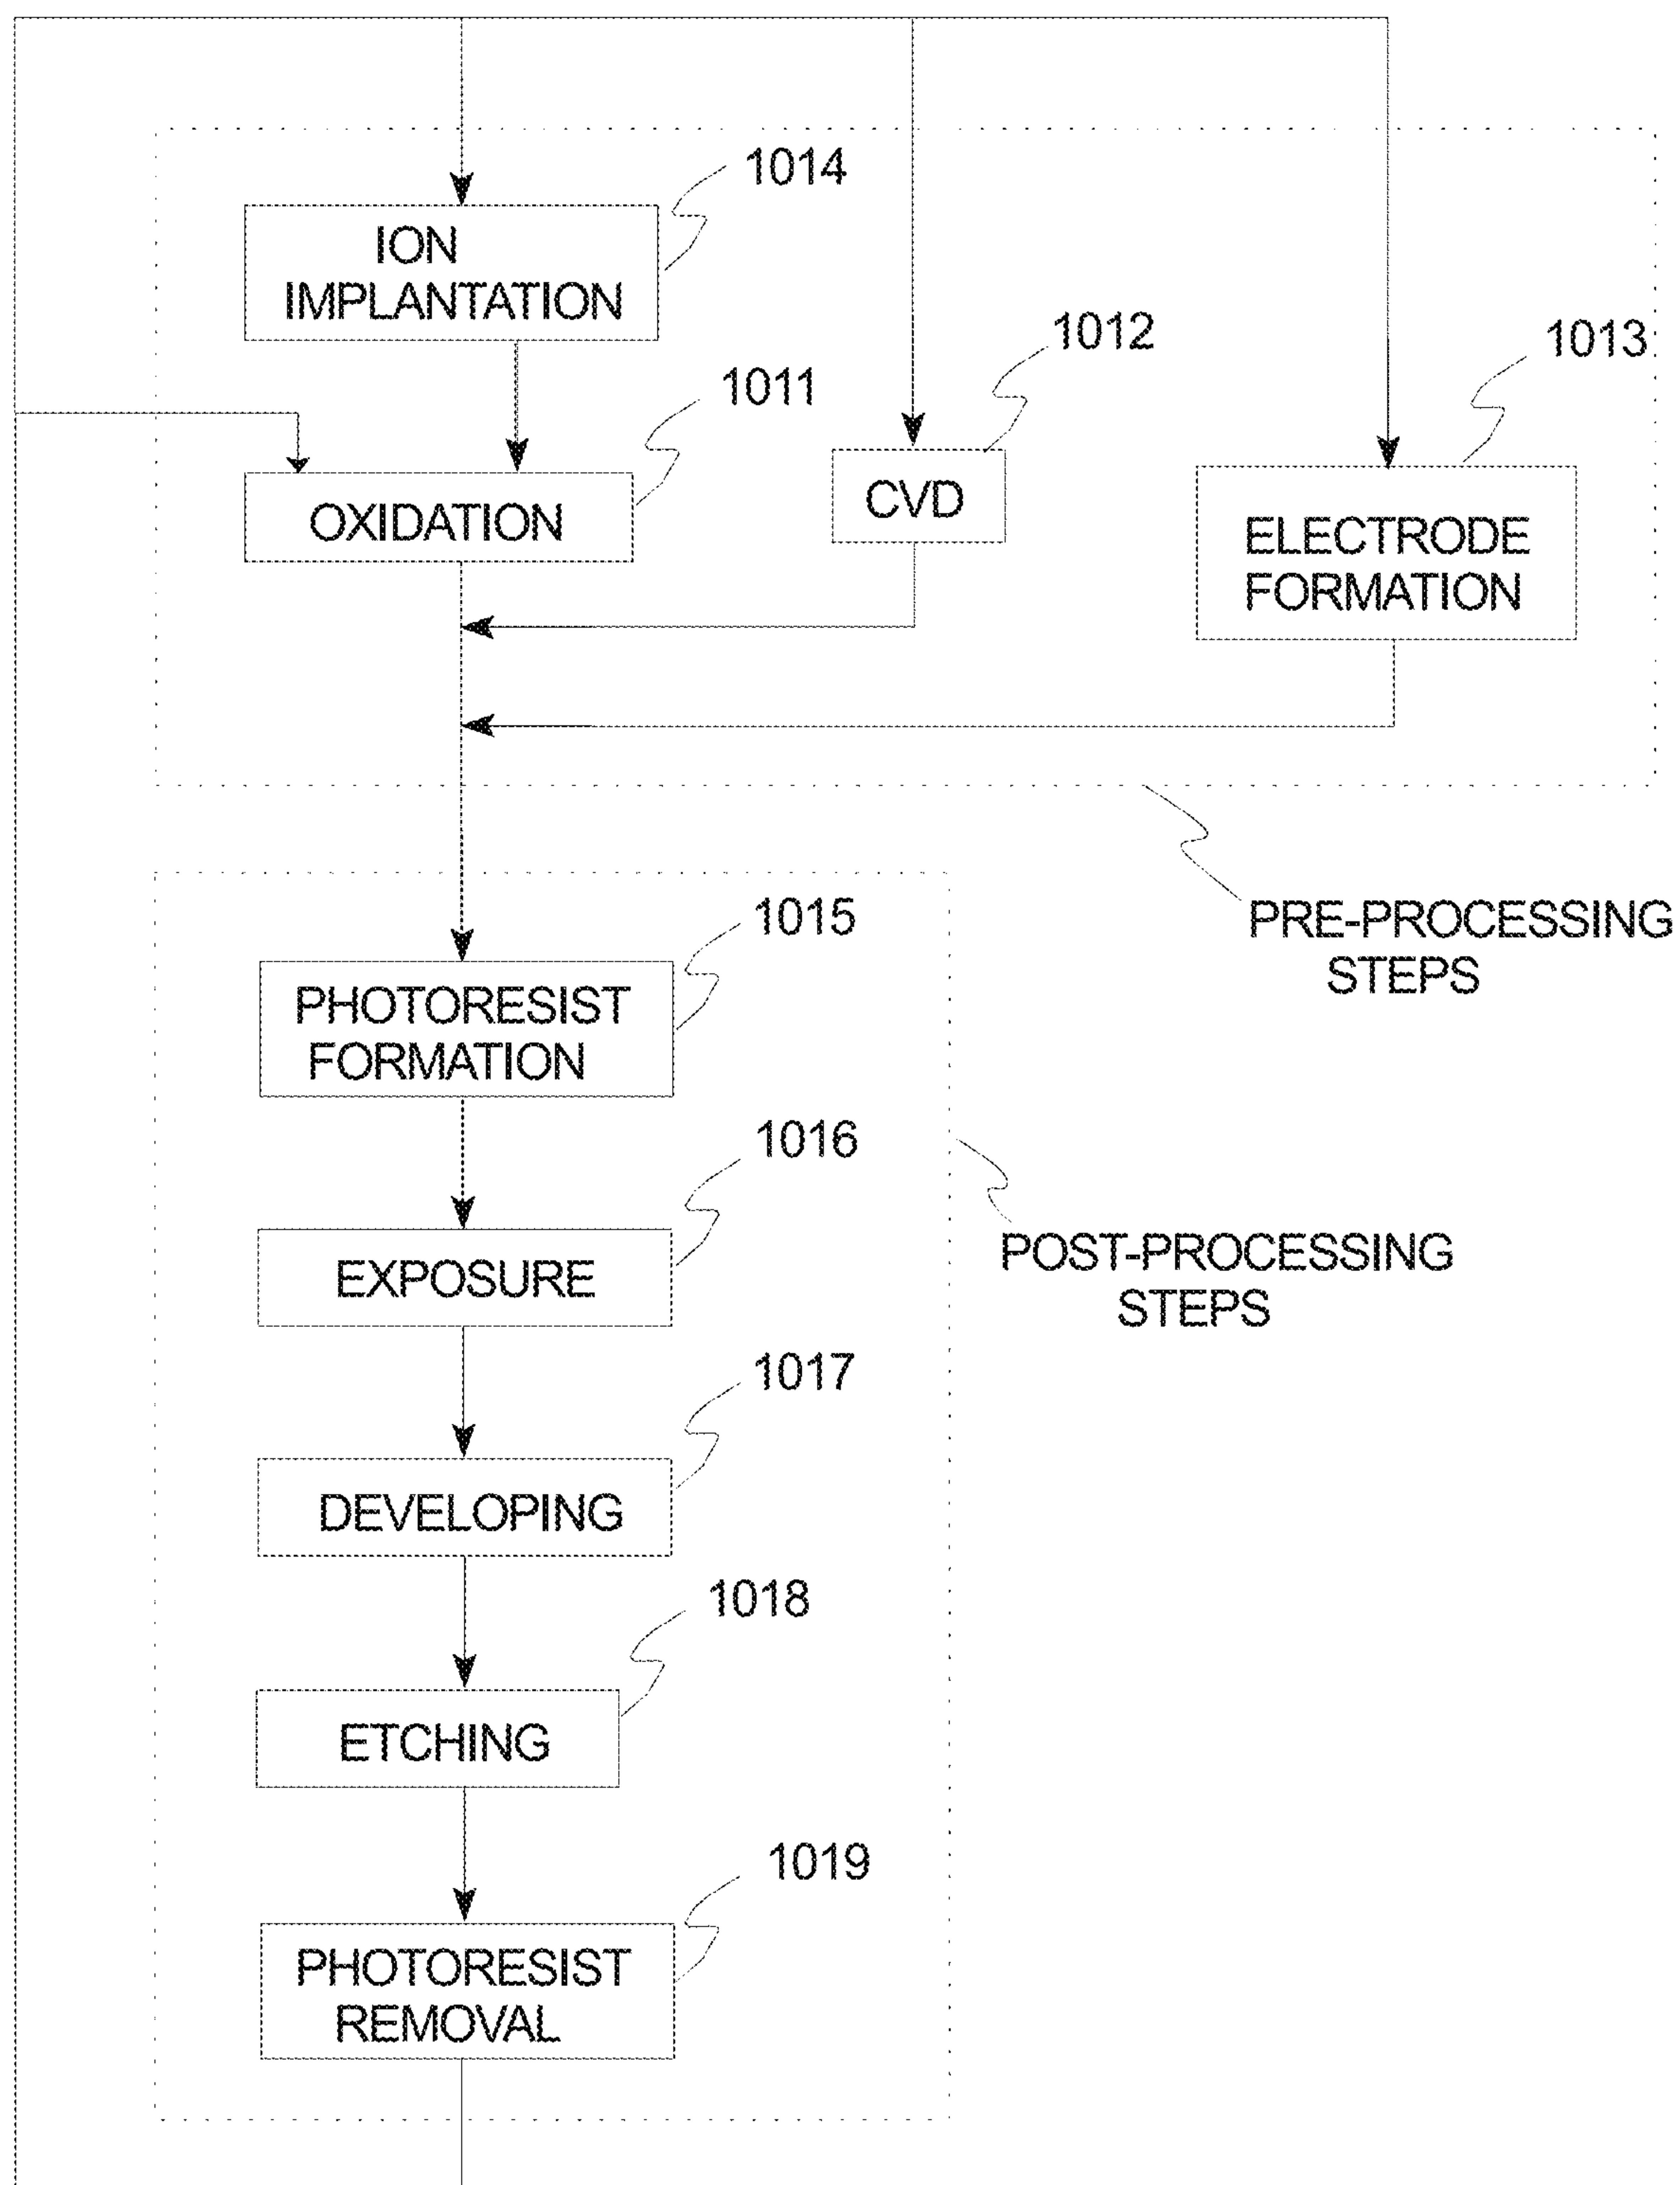 1014
ION
IMPLANTATION
1012
1013
1011
OXIDATION
CVD
ELECTRODE
FORMATION
PRE-PROCESSING
STEPS
1015
PHOTORESIST
FORMATION
1016
EXPOSURE
POST-PROCESSING
STEPS
1017
DEVELOPING
1018
ETCHING
1019
PHOTORESIST
REMOVAL